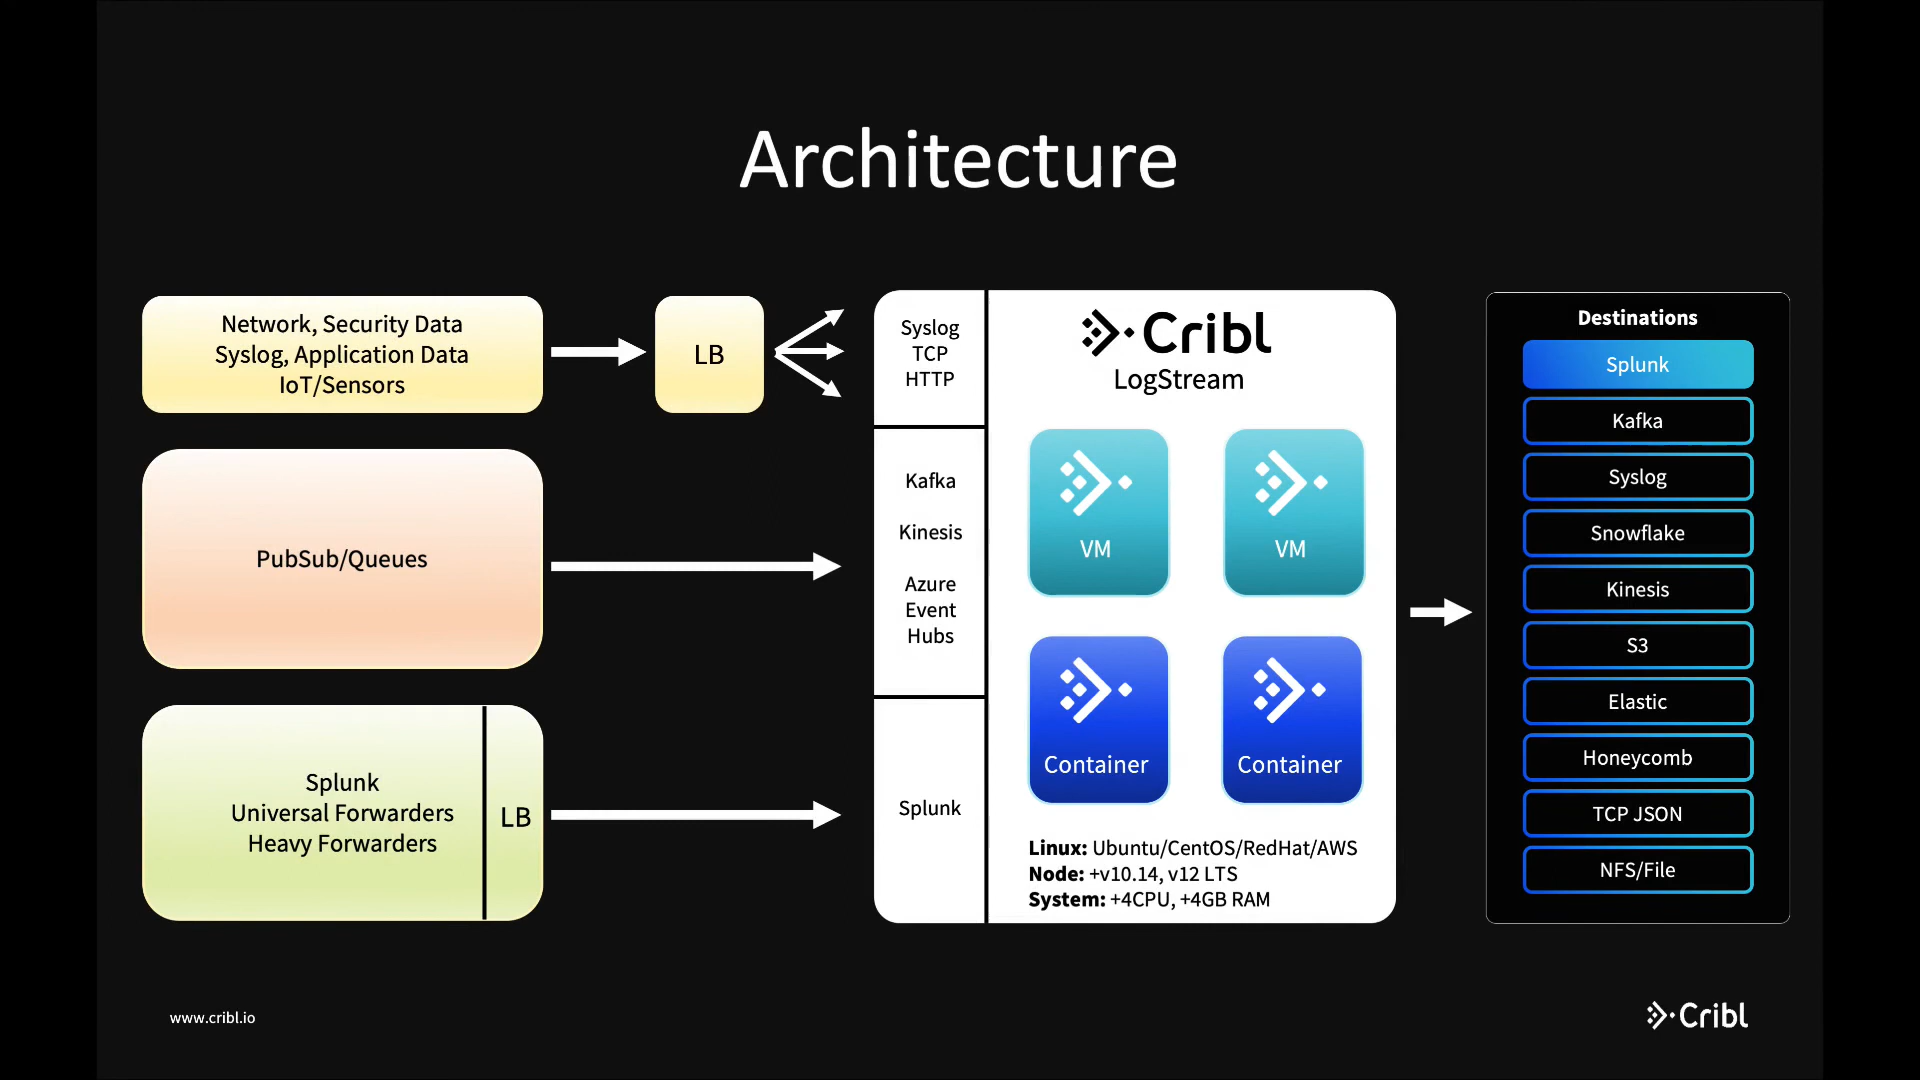 Architecture
Network, Security Data
Syslog, Application Data
IoT/Sensors
LB
PubSub/Queues
Splunk
Universal Forwarders
Heavy Forwarders
LB
Syslog
TCP
HTTP
Kafka
Kinesis
Azure
Event
Hubs
Splunk
Cribl
LogStream
VM
VM
Container
Container
Linux: Ubuntu/CentOS/RedHat/AWS
Node: +v10.14, v12 LTS
System: +4CPU, +4GB RAM
Destinations
Splunk
Kafka
Syslog
Snowflake
Kinesis
S3
Elastic
Honeycomb
TCP JSON
NFS/File
www.cribl.io
Cribl